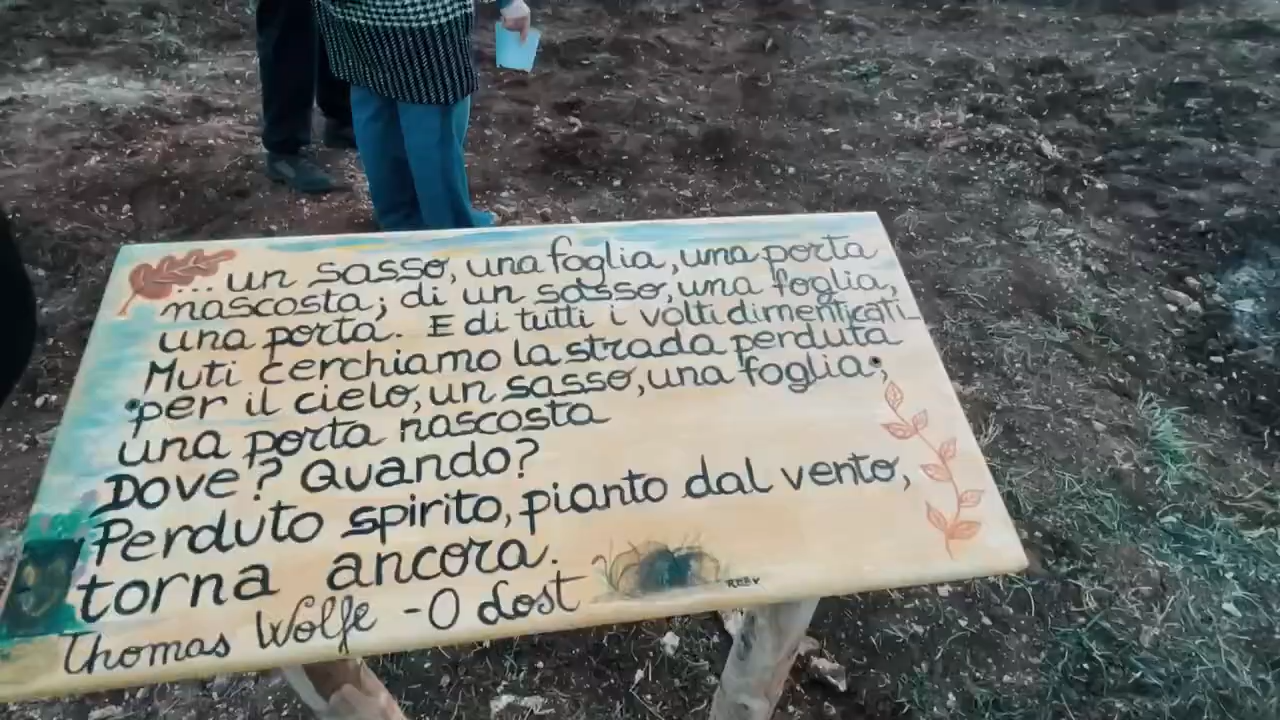 ... un sasso, una foglia, una porta
nascosta; di un sasso, una foglia,
una porta. E di tutti i volti dimenticati
Muti cerchiamo la strada perduta
per il cielo, un sasso, una foglia;
una porta nascosta
Dove? Quando?
Perduto spirito, pianto dal vento,
torna ancora.
Thomas Wolfe - O Lost